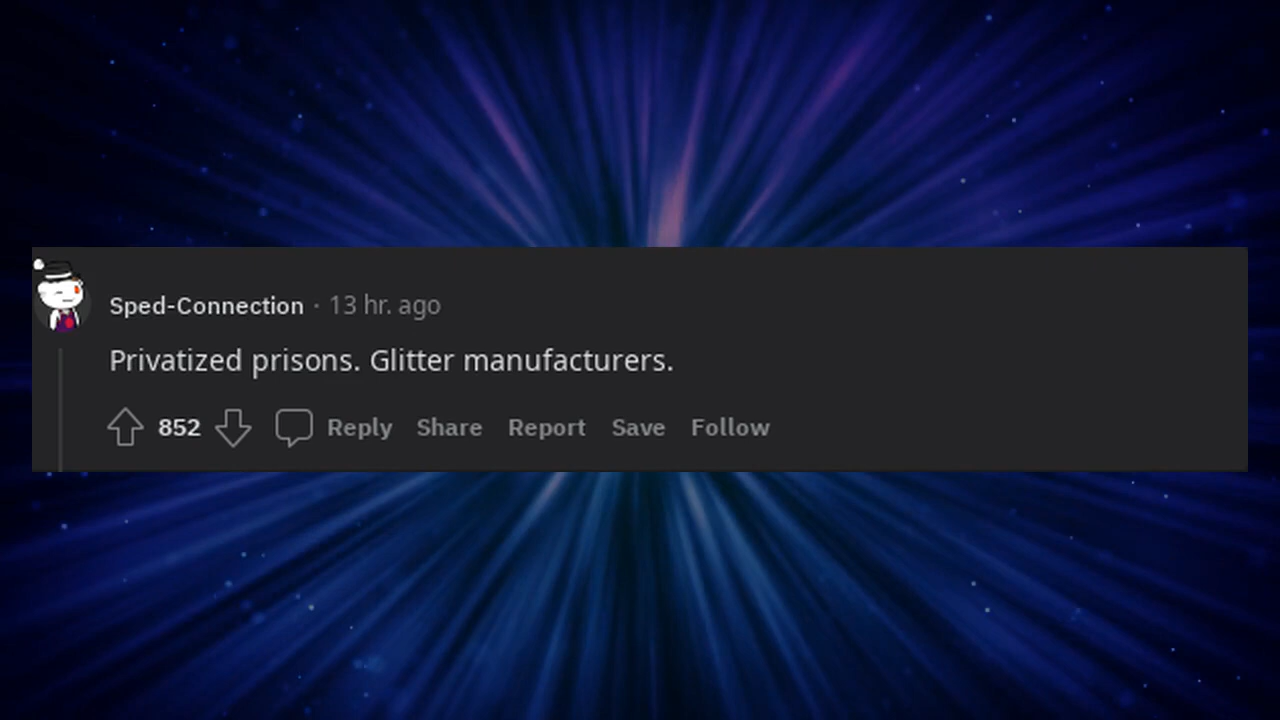 Sped-Connection · 13 hr. ago
Privatized prisons. Glitter manufacturers.
852 Reply Share Report Save Follow